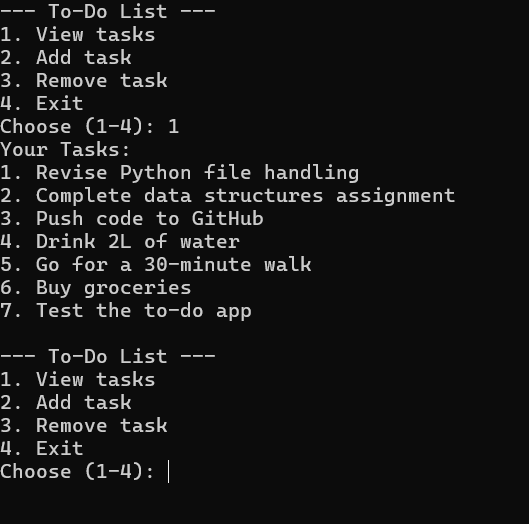 --- To-Do List ---
1. View tasks
2. Add task
3. Remove task
4. Exit
Choose (1-4): 1
Your Tasks:
1. Revise Python file handling
2. Complete data structures assignment
3. Push code to GitHub
4. Drink 2L of water
5. Go for a 30-minute walk
6. Buy groceries
7. Test the to-do app

--- To-Do List ---
1. View tasks
2. Add task
3. Remove task
4. Exit
Choose (1-4):